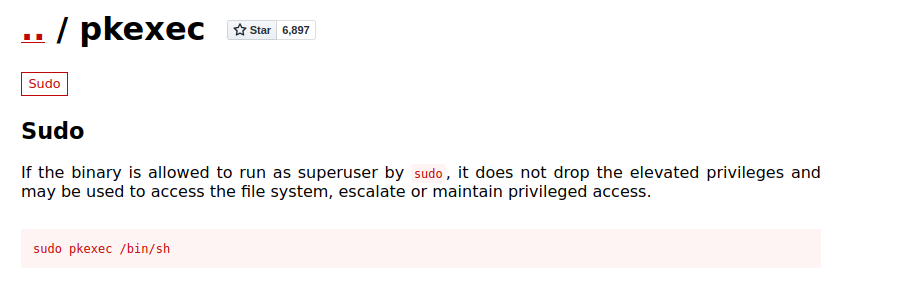 .. / pkexec Star 6,897
Sudo
Sudo
If the binary is allowed to run as superuser by sudo, it does not drop the elevated privileges and
may be used to access the file system, escalate or maintain privileged access.
sudo pkexec /bin/sh